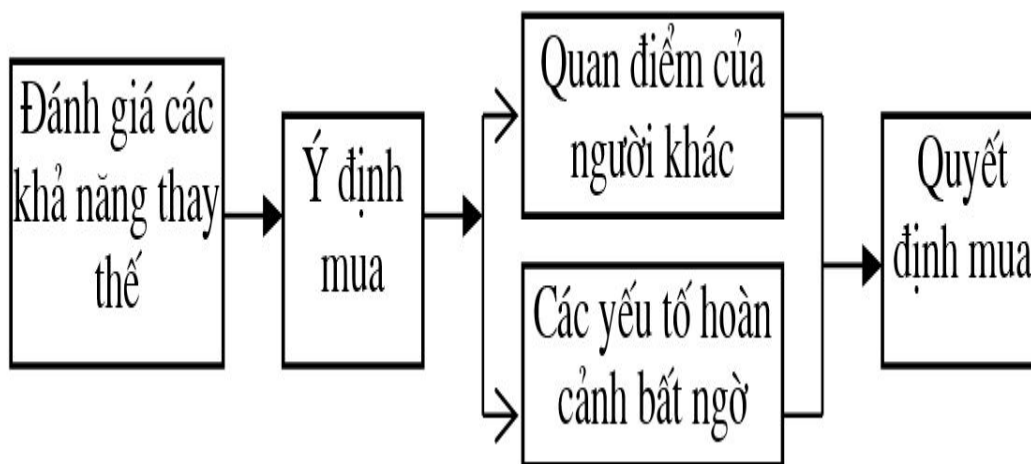 Đánh giá các
khả năng thay
thế
Ý định
mua
Quan điểm của
người khác
Các yếu tố hoàn
cảnh bất ngờ
Quyết
định mua